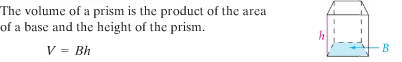 The volume of a prism is the product of the area
of a base and the height of the prism.
V = Bh
h
B